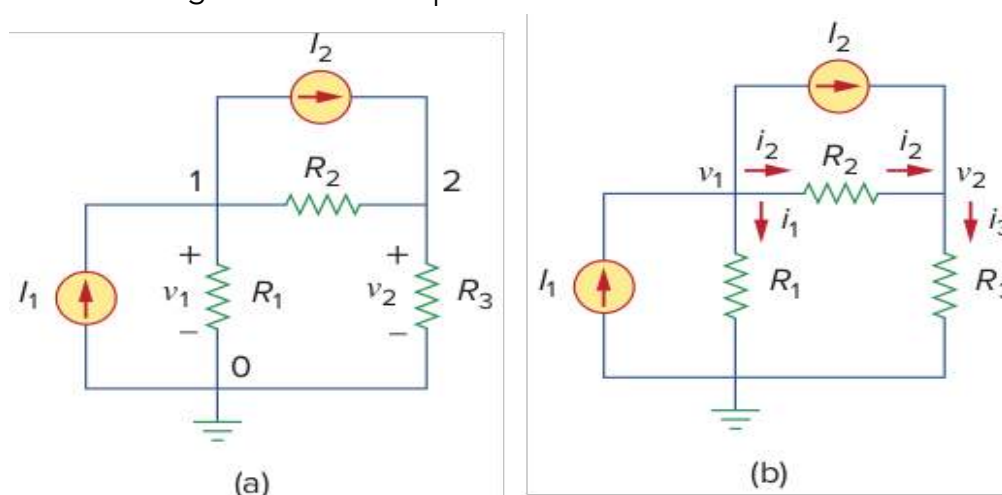 I₂
R₂
1
2
+
+
I₁
v₁
R₁
v₂
R₃
−
−
0
(a)
I₂
i₂
R₂
i₂
v₁
v₂
i₁
I₁
R₁
(b)